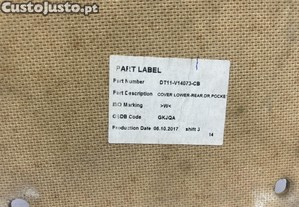 CustoJusto.pt
PART LABEL
Part Number DT11-V14073-CB
Part Description COVER LOWER-REAR.DR.POCKE
ISO Marking >W<
GSDB Code GKJQA
Production Date 08.10.2017 shift J
14